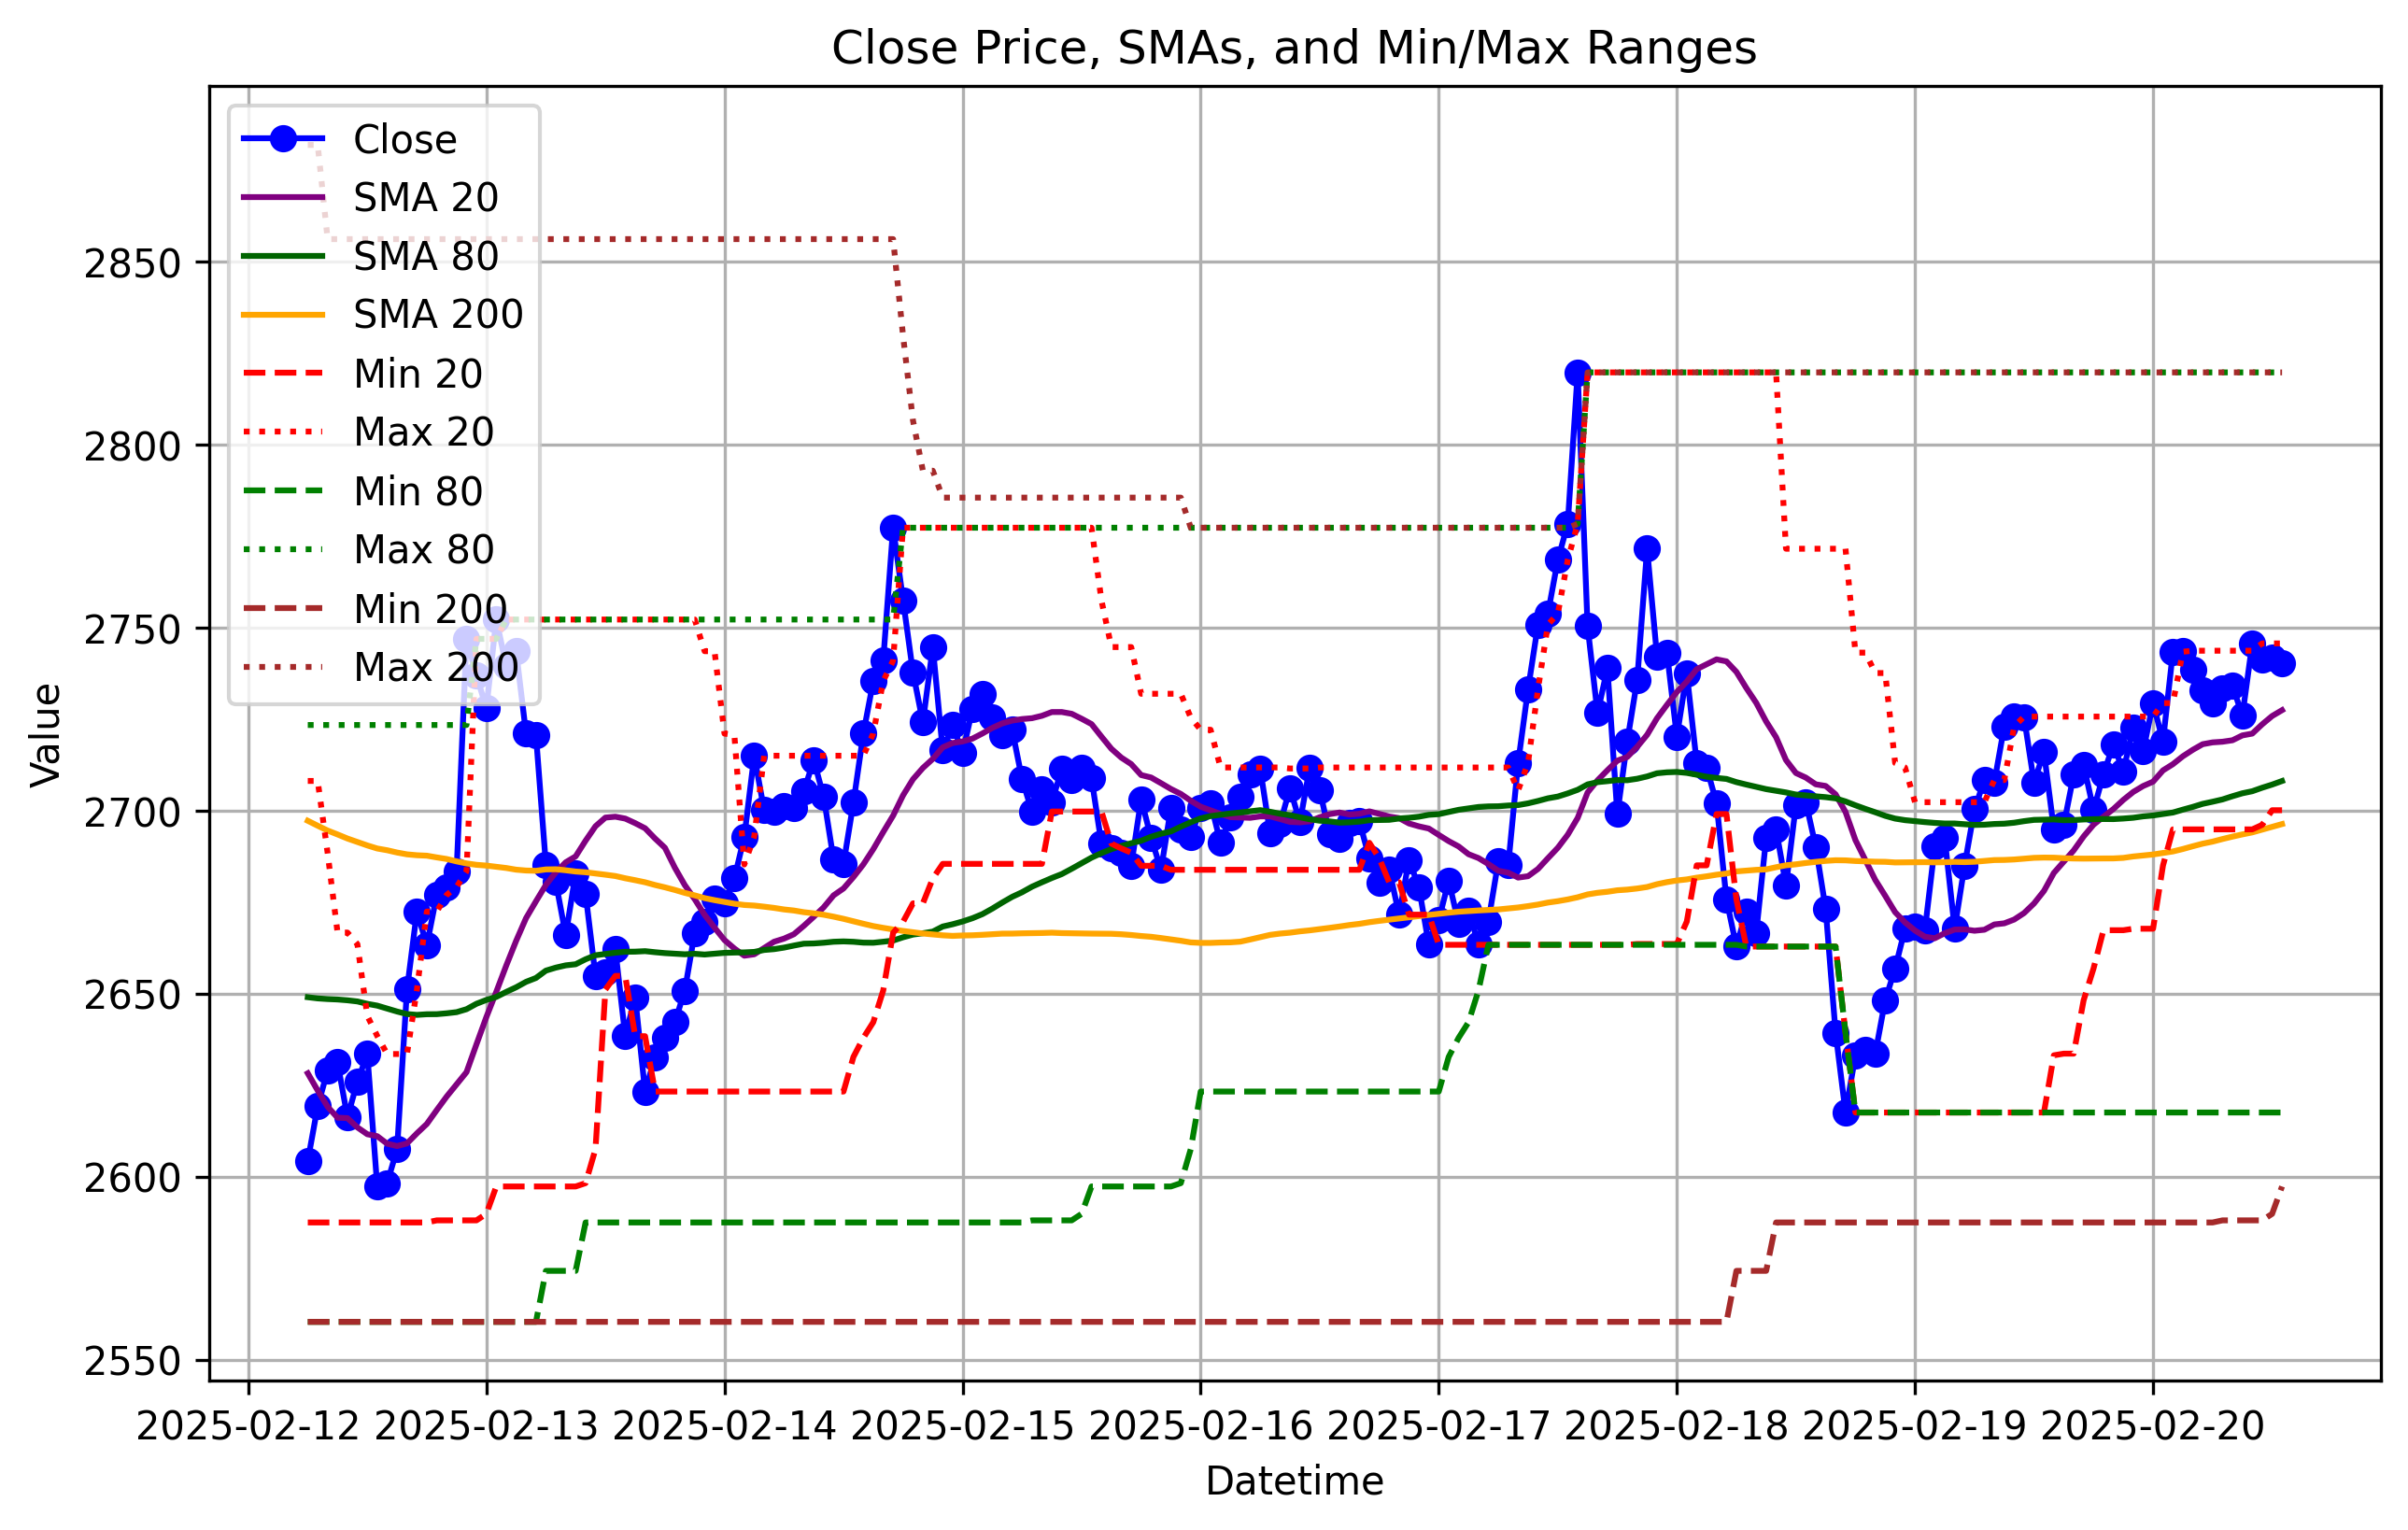 Close Price, SMAs, and Min/Max Ranges
Close
SMA 20
SMA 80
SMA 200
Min 20
Max 20
Min 80
Max 80
Min 200
Max 200
2850
2800
2750
2700
2650
2600
2550
Value
2025-02-12 2025-02-13 2025-02-14 2025-02-15 2025-02-16 2025-02-17 2025-02-18 2025-02-19 2025-02-20
Datetime